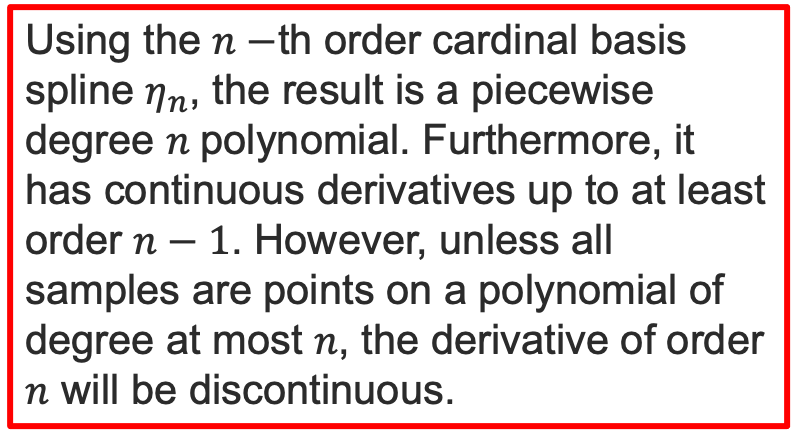 Using the 𝑛 −th order cardinal basis
spline 𝜂ₙ, the result is a piecewise
degree 𝑛 polynomial. Furthermore, it
has continuous derivatives up to at least
order 𝑛 − 1. However, unless all
samples are points on a polynomial of
degree at most 𝑛, the derivative of order
𝑛 will be discontinuous.